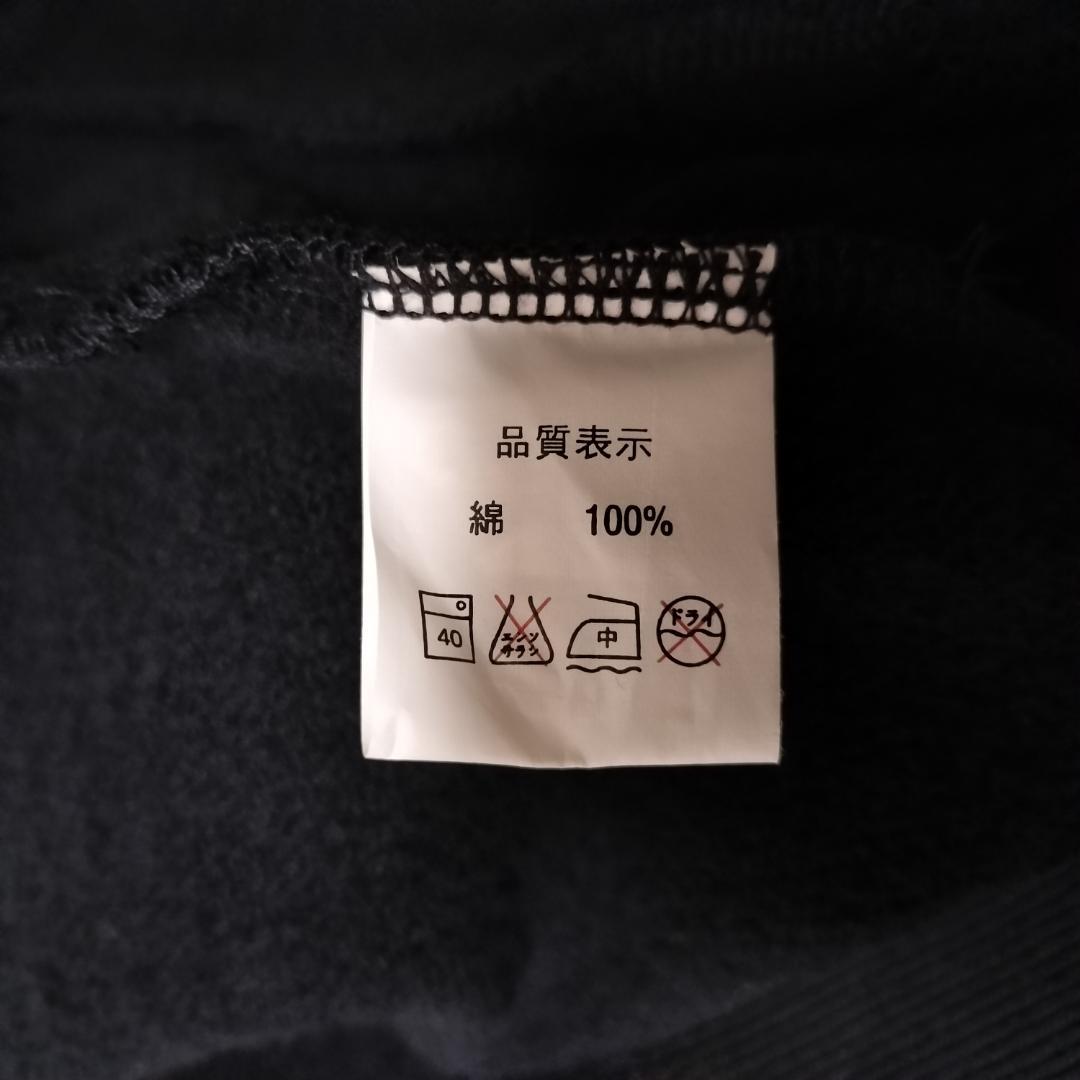 品質表示
綿 100%
40 エンソ サラシ 中 ドライ